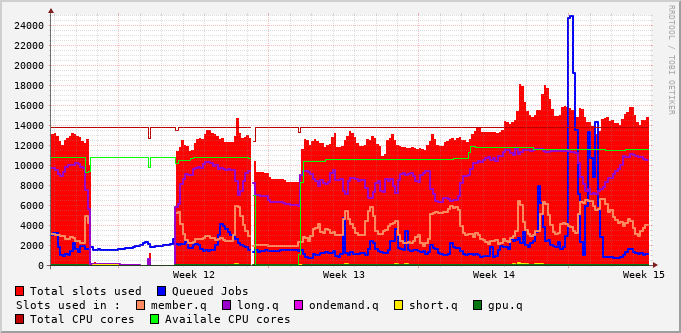 RRDTOOL / TOBI OETIKER
24000
22000
20000
18000
16000
14000
12000
10000
8000
6000
4000
2000
0
Week 12 Week 13 Week 14 Week 15
Total slots used Queued Jobs
Slots used in : member.q long.q ondemand.q short.q gpu.q
Total CPU cores Availale CPU cores